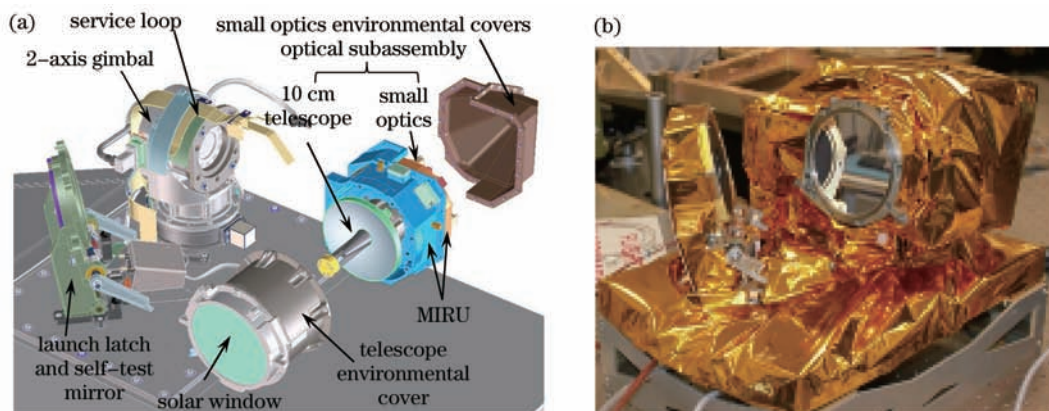 (a)
service loop
2-axis gimbal
small optics environmental covers
optical subassembly
10 cm
telescope
small
optics
MIRU
launch latch
and self-test
mirror
solar window
telescope
environmental
cover
(b)